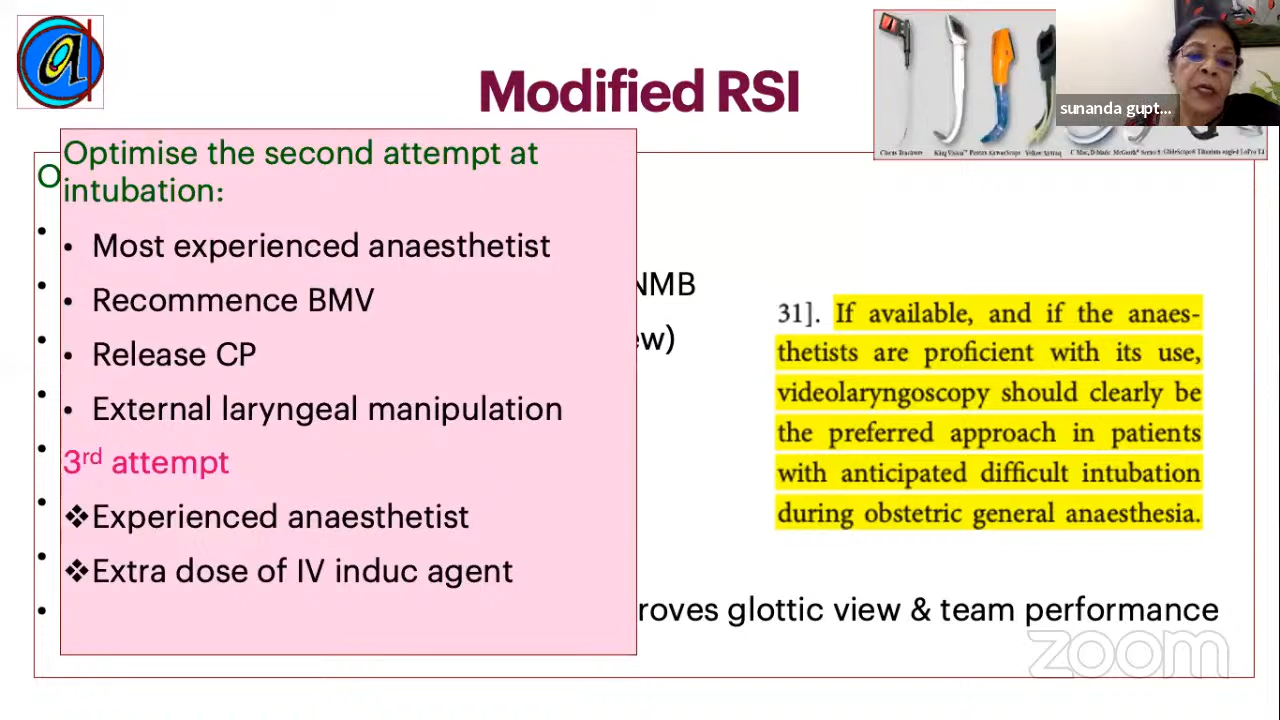 a
Modified RSI
sunanda gupt...
King Vision™
Optimise the second attempt at
intubation:
• Most experienced anaesthetist
• Recommence BMV
• Release CP
• External laryngeal manipulation
3rd attempt
❖Experienced anaesthetist
❖Extra dose of IV induc agent
O
NMB
ew)
roves glottic view & team performance
31]. If available, and if the anaes-
thetists are proficient with its use,
videolaryngoscopy should clearly be
the preferred approach in patients
with anticipated difficult intubation
during obstetric general anaesthesia.
zoom